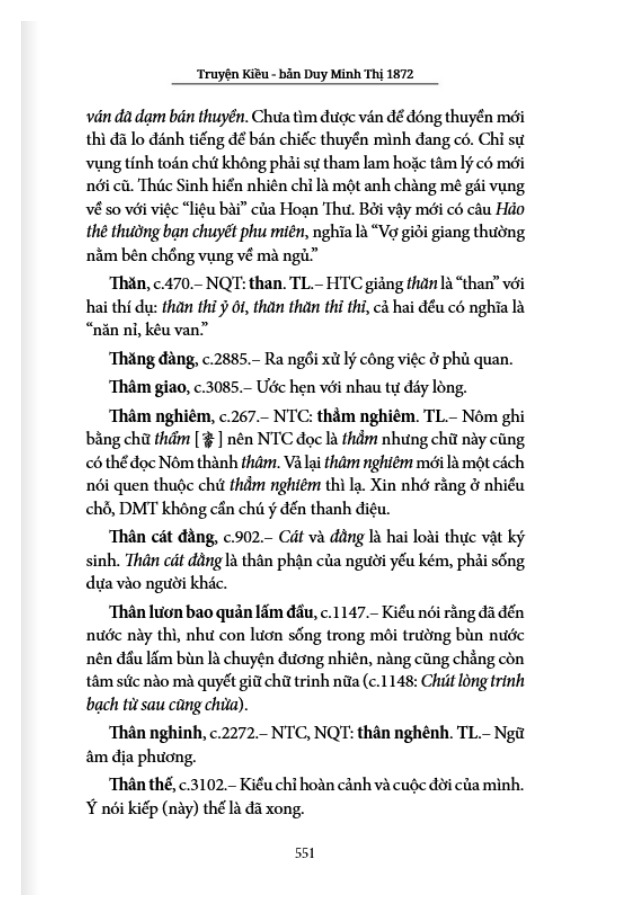 Truyện Kiều - bản Duy Minh Thị 1872
ván đã dạm bán thuyền. Chưa tìm được ván để đóng thuyền mới
thì đã lo đánh tiếng để bán chiếc thuyền mình đang có. Chỉ sự
vụng tính toán chứ không phải sự tham lam hoặc tâm lý có mới
nới cũ. Thúc Sinh hiển nhiên chỉ là một anh chàng mê gái vụng
về so với việc “liệu bài” của Hoạn Thư. Bởi vậy mới có câu Hảo
thê thường bạn chuyết phu miên, nghĩa là “Vợ giỏi giang thường
nằm bên chồng vụng về mà ngủ.”
Thăn, c.470.– NQT: than. TL.– HTC giảng thăn là “than” với
hai thí dụ: thăn thỉ ỷ ôi, thăn thăn thỉ thỉ, cả hai đều có nghĩa là
“năn nỉ, kêu van.”
Thăng đàng, c.2885.– Ra ngồi xử lý công việc ở phủ quan.
Thâm giao, c.3085.– Ước hẹn với nhau tự đáy lòng.
Thâm nghiêm, c.267.– NTC: thẳm nghiêm. TL.– Nôm ghi
bằng chữ thẩm [ 審 ] nên NTC đọc là thẳm nhưng chữ này cũng
có thể đọc Nôm thành thâm. Vả lại thâm nghiêm mới là một cách
nói quen thuộc chứ thẳm nghiêm thì lạ. Xin nhớ rằng ở nhiều
chỗ, DMT không cần chú ý đến thanh điệu.
Thân cát đằng, c.902.– Cát và đằng là hai loài thực vật ký
sinh. Thân cát đằng là thân phận của người yếu kém, phải sống
dựa vào người khác.
Thân lươn bao quản lấm đầu, c.1147.– Kiều nói rằng đã đến
nước này thì, như con lươn sống trong môi trường bùn nước
nên đầu lấm bùn là chuyện đương nhiên, nàng cũng chẳng còn
tâm sức nào mà quyết giữ chữ trinh nữa (c.1148: Chút lòng trinh
bạch từ sau cũng chừa).
Thân nghinh, c.2272.– NTC, NQT: thân nghênh. TL.– Ngữ
âm địa phương.
Thân thế, c.3102.– Kiều chỉ hoàn cảnh và cuộc đời của mình.
Ý nói kiếp (này) thế là đã xong.
551